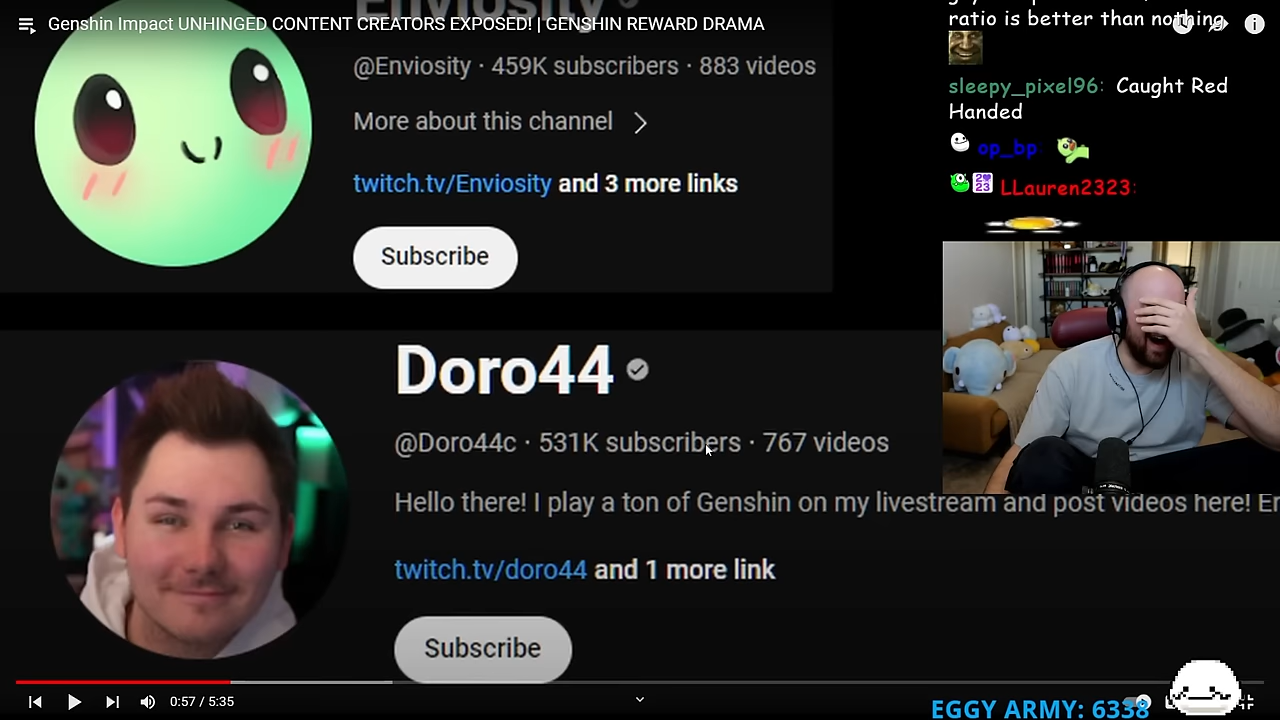 Genshin Impact UNHINGED CONTENT CREATORS EXPOSED! | GENSHIN REWARD DRAMA
Enviosity
@Enviosity · 459K subscribers · 883 videos
More about this channel
twitch.tv/Enviosity and 3 more links
Subscribe
Doro44
@Doro44c · 531K subscribers · 767 videos
Hello there! I play a ton of Genshin on my livestream and post videos here!
twitch.tv/doro44 and 1 more link
Subscribe
ratio is better than nothing
sleepy_pixel96: Caught Red
Handed
op_bp:
LLauren2323:
0:57 / 5:35
EGGY ARMY: 6338